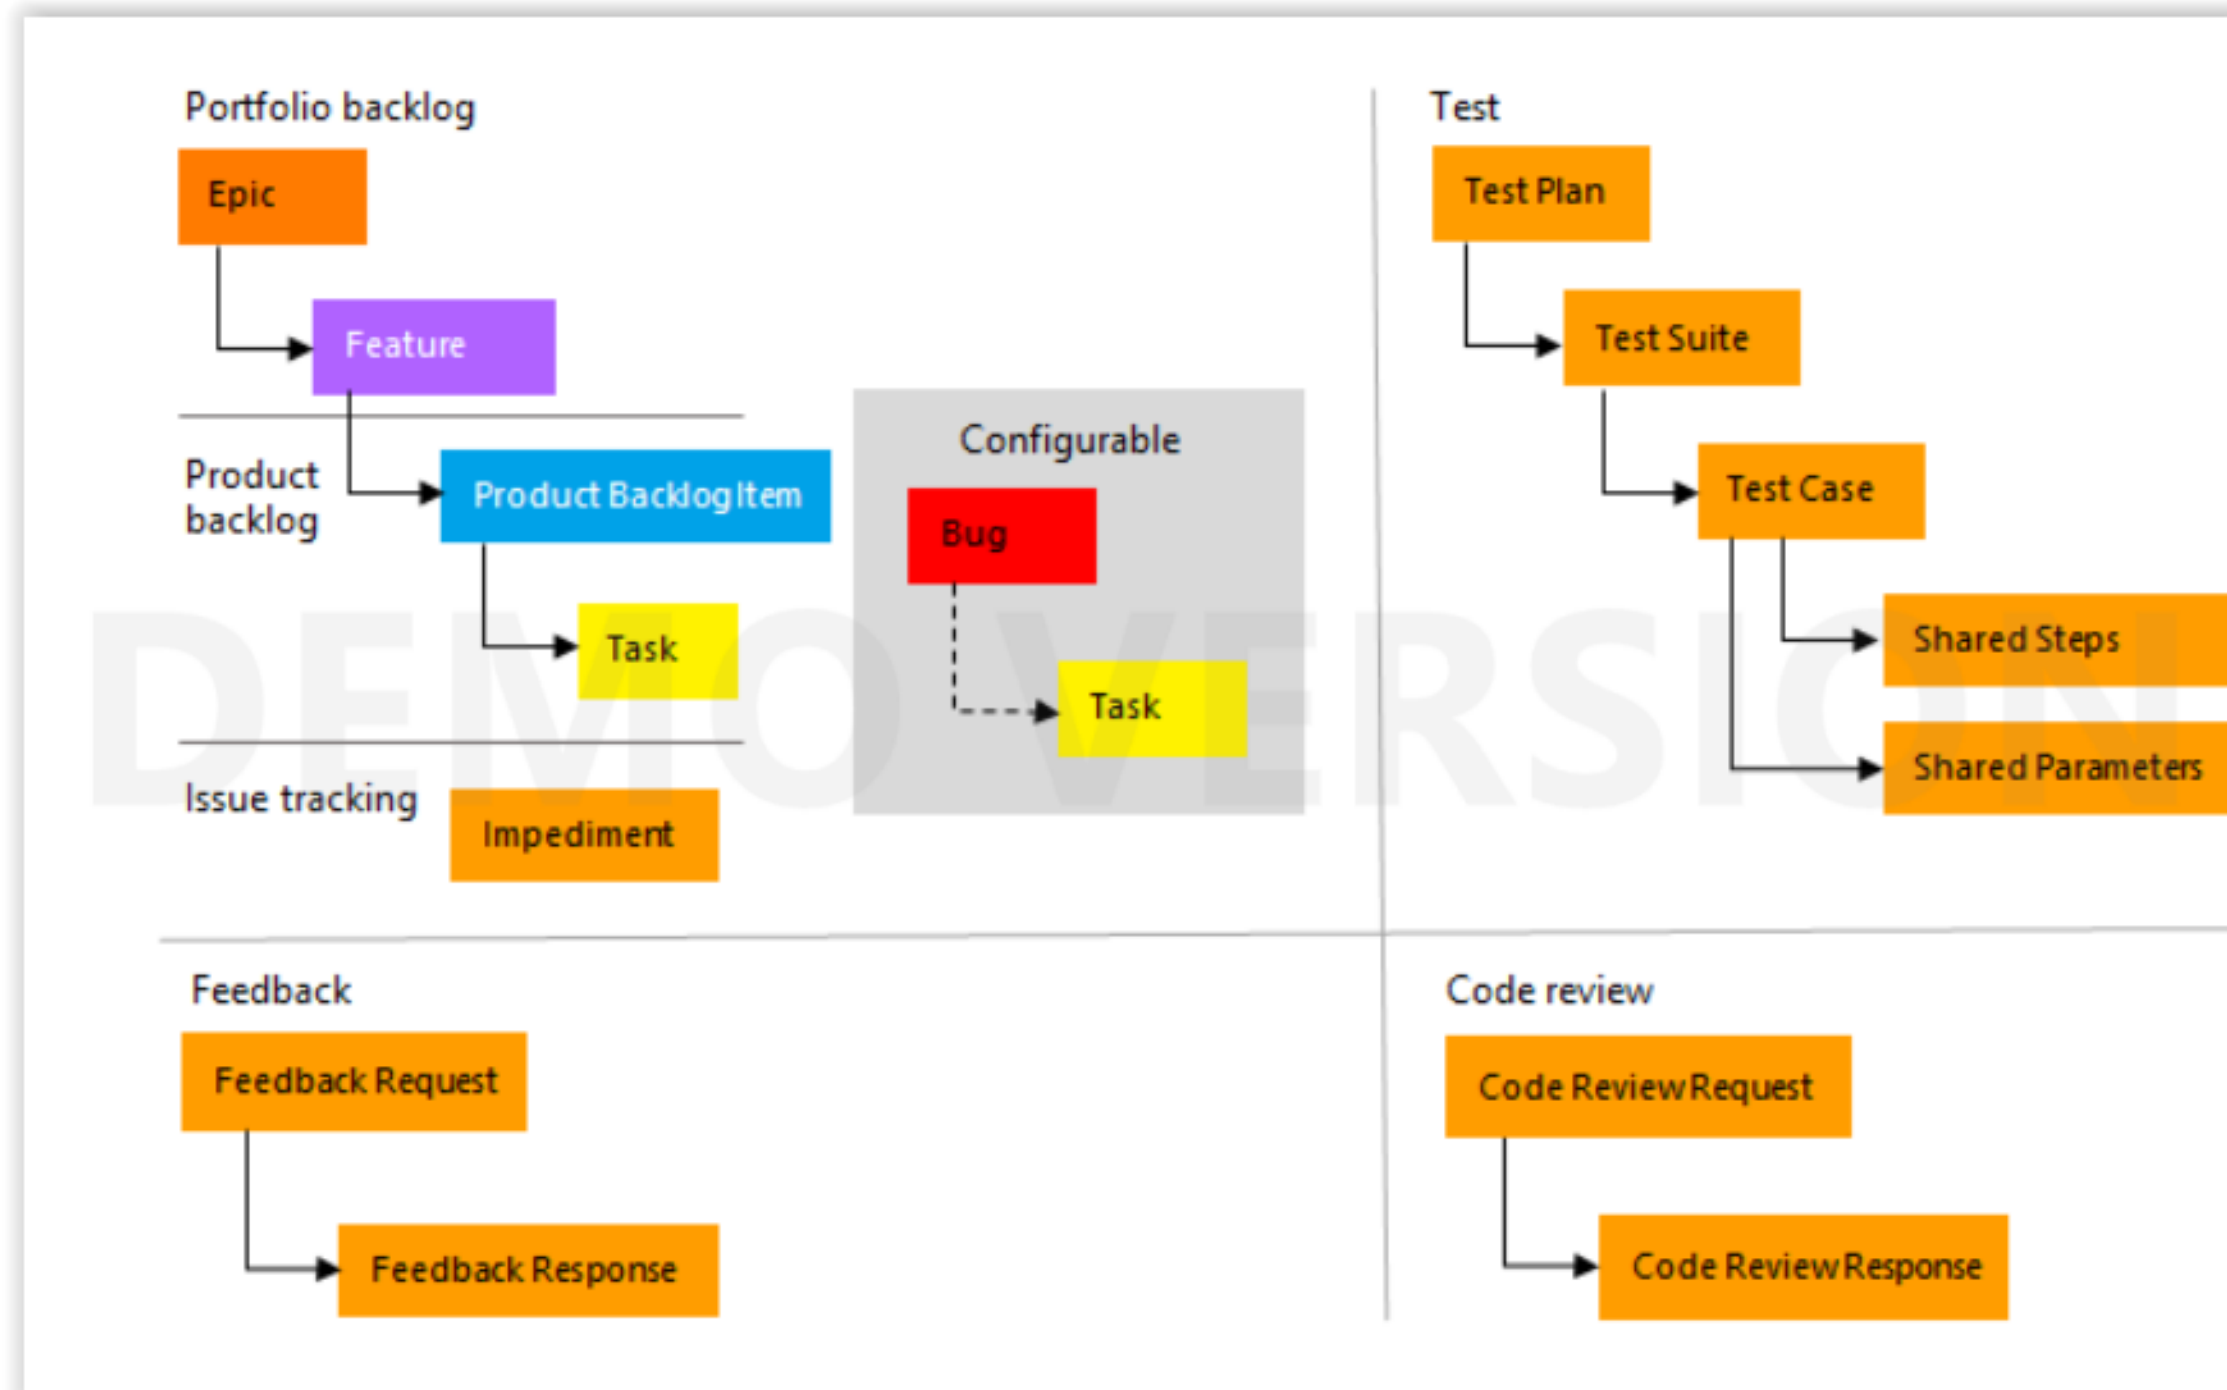 Portfolio backlog
Epic
Feature
Product
backlog
Product Backlog Item
Task
Issue tracking
Impediment
Configurable
Bug
Task
Test
Test Plan
Test Suite
Test Case
Shared Steps
Shared Parameters
DEMO VERSION
Feedback
Feedback Request
Feedback Response
Code review
Code Review Request
Code Review Response